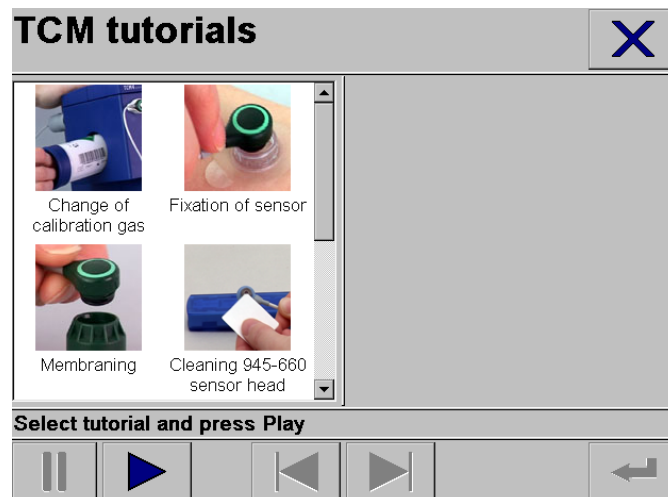 TCM tutorials
Change of
calibration gas
Fixation of sensor
Membraning
Cleaning 945-660
sensor head
Select tutorial and press Play